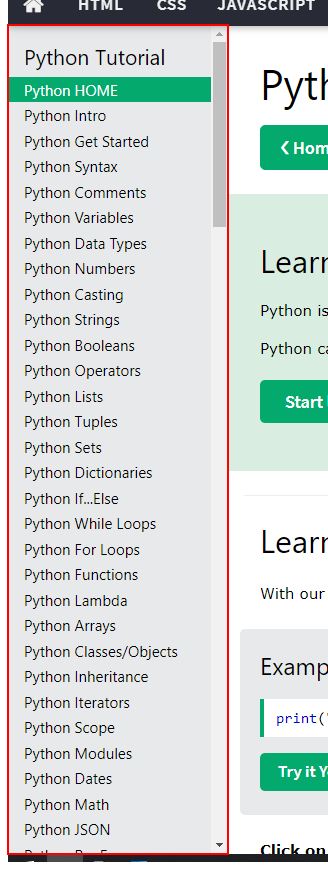 HTML CSS JAVASCRIPT
Python Tutorial
Python HOME
Python Intro
Python Get Started
Python Syntax
Python Comments
Python Variables
Python Data Types
Python Numbers
Python Casting
Python Strings
Python Booleans
Python Operators
Python Lists
Python Tuples
Python Sets
Python Dictionaries
Python If...Else
Python While Loops
Python For Loops
Python Functions
Python Lambda
Python Arrays
Python Classes/Objects
Python Inheritance
Python Iterators
Python Scope
Python Modules
Python Dates
Python Math
Python JSON
Pyth
❮ Hom
Lear
Python is
Python ca
Start
Lear
With our
Examp
print("
Try it Y
Click on